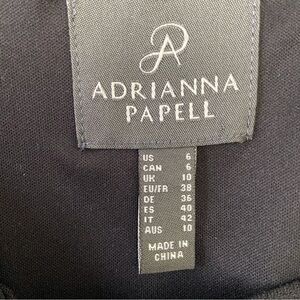 ADRIANNA
PAPELL
US 6
CAN 6
UK 10
EU/FR 38
DE 36
ES 40
IT 42
AUS 10
MADE IN
CHINA